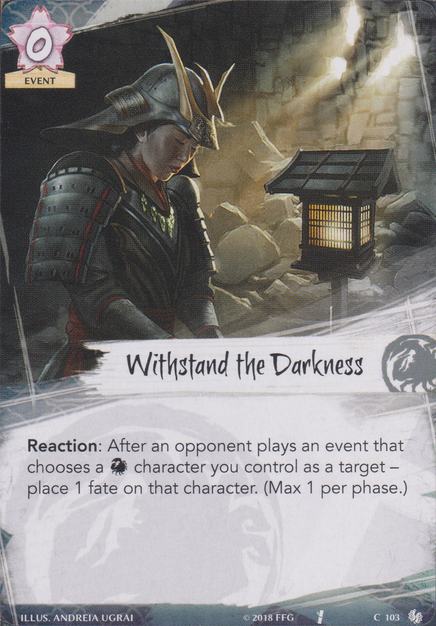 0
EVENT
Withstand the Darkness
Reaction: After an opponent plays an event that
chooses a character you control as a target –
place 1 fate on that character. (Max 1 per phase.)
ILLUS. ANDREIA UGRAI
© 2018 FFG
C 103